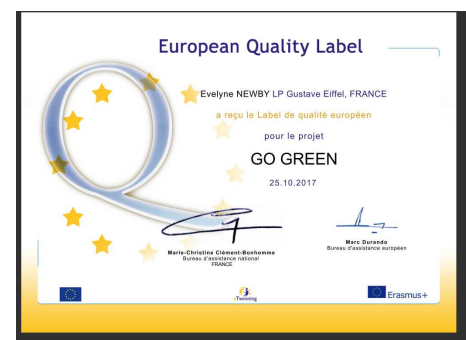 European Quality Label
Evelyne NEWBY LP Gustave Eiffel, FRANCE
a reçu le Label de qualité européen
pour le projet
GO GREEN
25.10.2017
Marie-Christine Clément-Bonhomme
Bureau d'assistance national
FRANCE
Marc Durando
Bureau d'assistance européen
eTwinning
Erasmus+